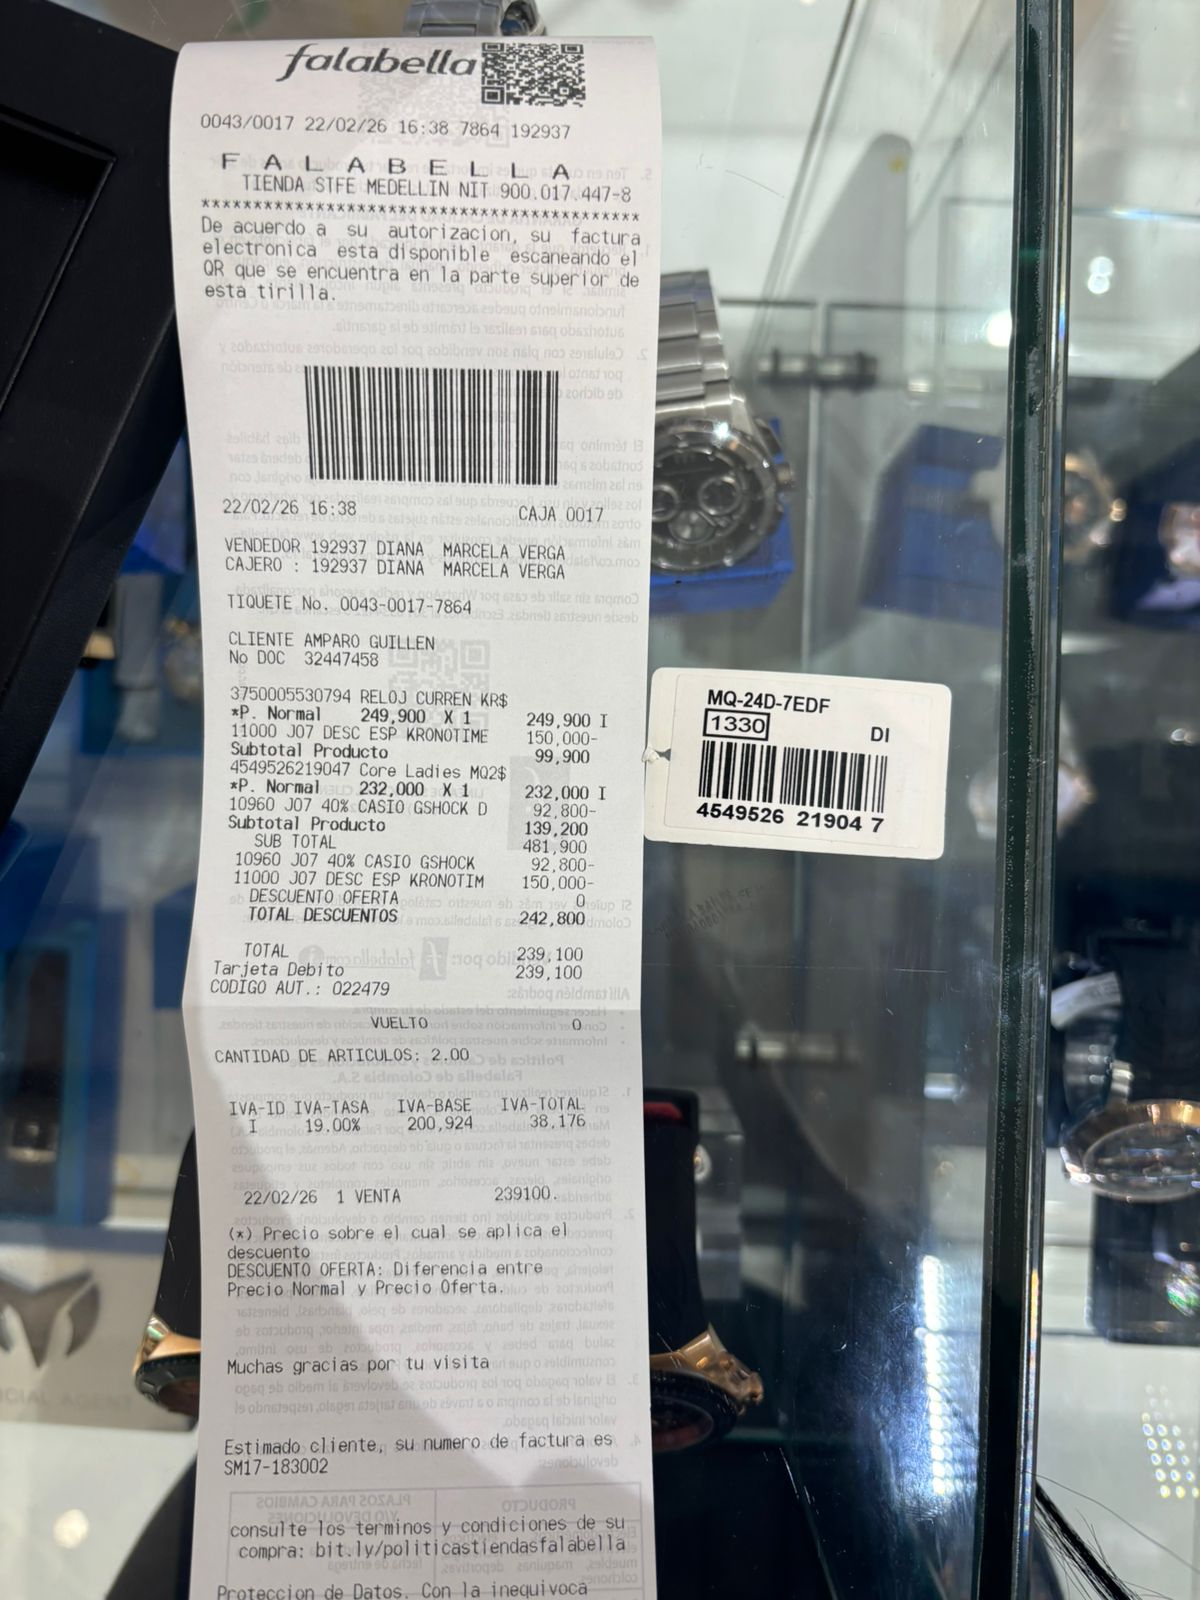 falabella
0043/0017 22/02/26 16:38 7864 192937
F A L A B E L L A
TIENDA STFE MEDELLIN NIT 900.017.447-8
******************************************
De acuerdo a su autorizacion, su factura
electronica esta disponible escaneando el
QR que se encuentra en la parte superior de
esta tirilla.
22/02/26 16:38 CAJA 0017
VENDEDOR 192937 DIANA MARCELA VERGA
CAJERO : 192937 DIANA MARCELA VERGA
TIQUETE No. 0043-0017-7864
CLIENTE AMPARO GUILLEN
No DOC 32447458
3750005530794 RELOJ CURREN KR$
*P. Normal 249,900 X 1 249,900 I
11000 J07 DESC ESP KRONOTIME 150,000-
Subtotal Producto 99,900
4549526219047 Core Ladies MQ2$
*P. Normal 232,000 X 1 232,000 I
10960 J07 40% CASIO GSHOCK D 92,800-
Subtotal Producto 139,200
SUB TOTAL 481,900
10960 J07 40% CASIO GSHOCK 92,800-
11000 J07 DESC ESP KRONOTIM 150,000-
DESCUENTO OFERTA 0
TOTAL DESCUENTOS 242,800
TOTAL 239,100
Tarjeta Debito 239,100
CODIGO AUT.: 022479
VUELTO 0
CANTIDAD DE ARTICULOS: 2.00
IVA-ID IVA-TASA IVA-BASE IVA-TOTAL
I 19.00% 200,924 38,176
22/02/26 1 VENTA 239100.
(*) Precio sobre el cual se aplica el
descuento
DESCUENTO OFERTA: Diferencia entre
Precio Normal y Precio Oferta.
Muchas gracias por tu visita
Estimado cliente, su numero de factura es
SM17-183002
consulte los terminos y condiciones de su
compra: bit.ly/politicastiendasfalabella
Proteccion de Datos. Con la inequivoca
MQ-24D-7EDF
1330 DI
4549526 21904 7